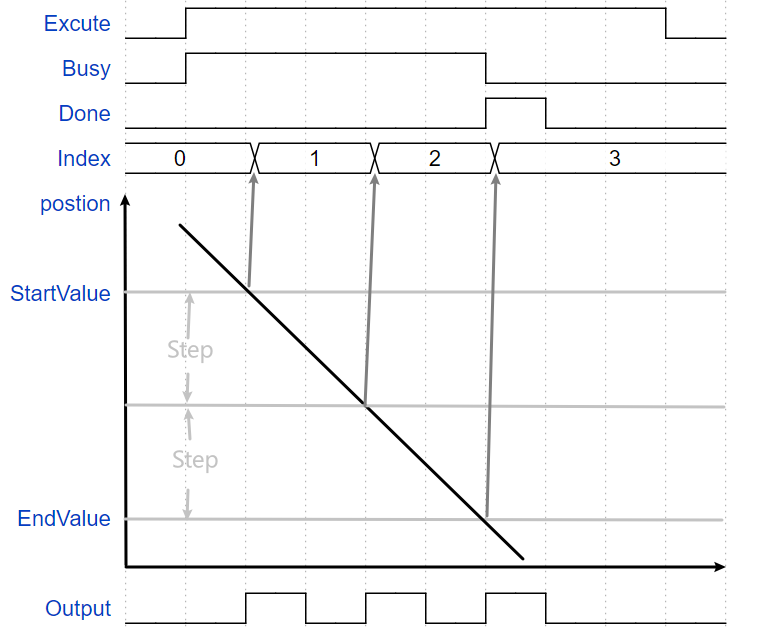 Excute
Busy
Done
Index 0 1 2 3
postion
StartValue
Step
Step
EndValue
Output